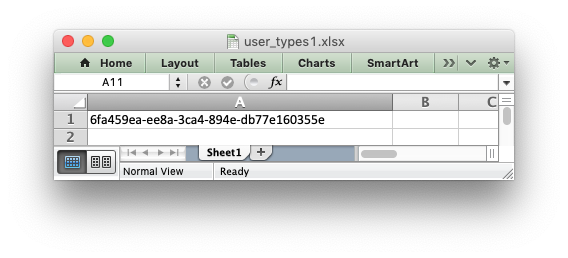 user_types1.xlsx
Home Layout Tables Charts SmartArt
A11 fx
A B C
1 6fa459ea-ee8a-3ca4-894e-db77e160355e
2
Sheet1
Normal View Ready